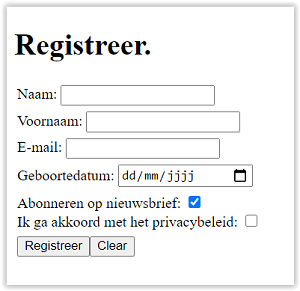 Registreer.
Naam:
Voornaam:
E-mail:
Geboortedatum: dd/mm/jjjj
Abonneren op nieuwsbrief:
Ik ga akkoord met het privacybeleid:
Registreer Clear